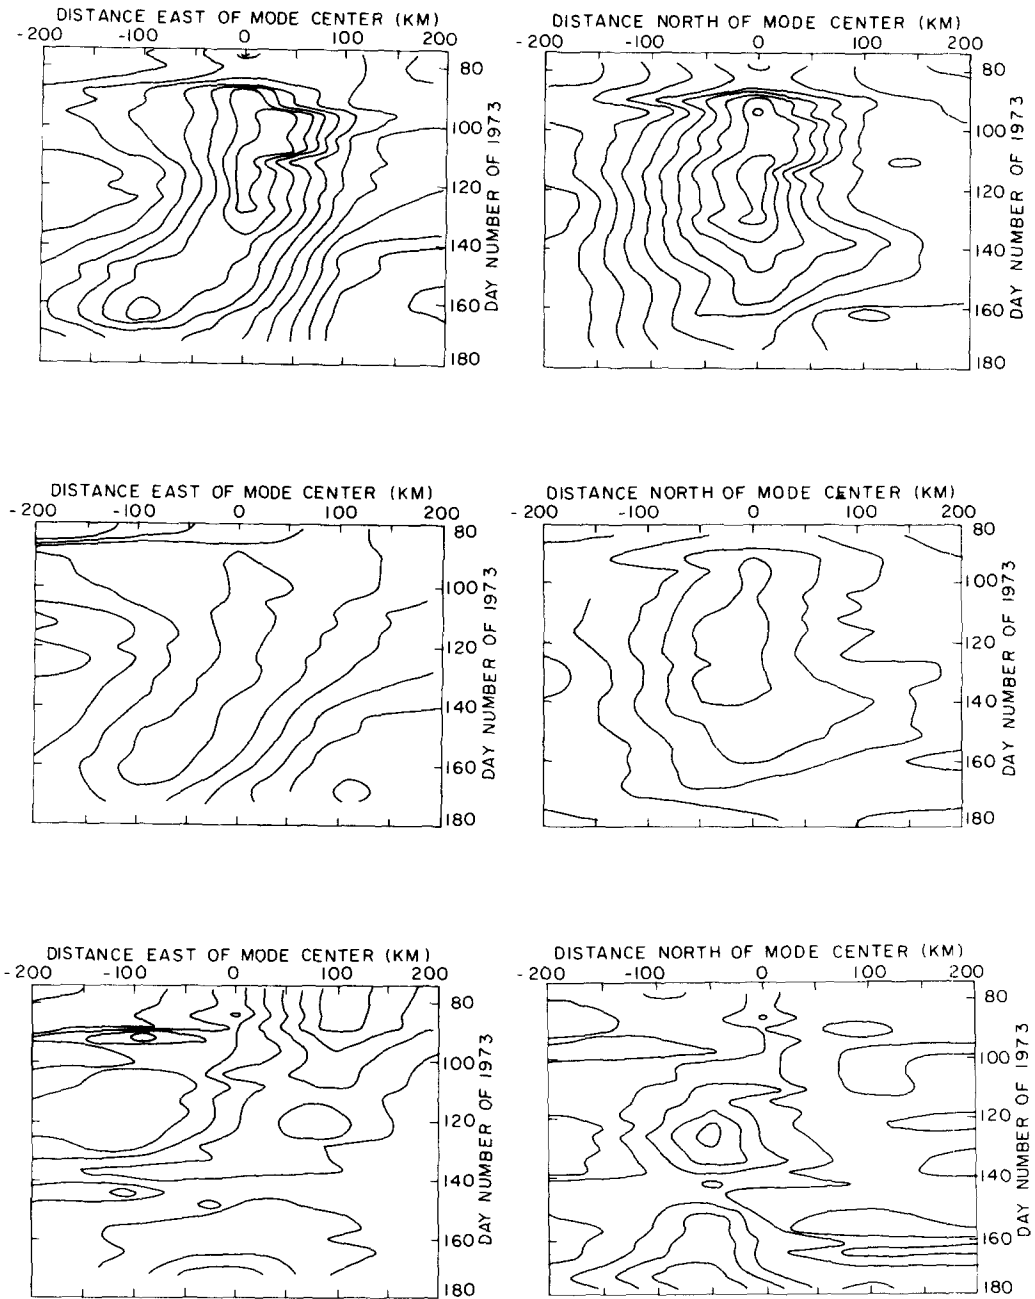 DISTANCE EAST OF MODE CENTER (KM)
-200 -100 0 100 200
80
100
120
140
160
180
DAY NUMBER OF 1973
DISTANCE NORTH OF MODE CENTER (KM)
-200 -100 0 100 200
80
100
120
140
160
180
DAY NUMBER OF 1973
DISTANCE EAST OF MODE CENTER (KM)
-200 -100 0 100 200
80
100
120
140
160
180
DAY NUMBER OF 1973
DISTANCE NORTH OF MODE CENTER (KM)
-200 -100 0 100 200
80
100
120
140
160
180
DAY NUMBER OF 1973
DISTANCE EAST OF MODE CENTER (KM)
-200 -100 0 100 200
80
100
120
140
160
180
DAY NUMBER OF 1973
DISTANCE NORTH OF MODE CENTER (KM)
-200 -100 0 100 200
80
100
120
140
160
180
DAY NUMBER OF 1973